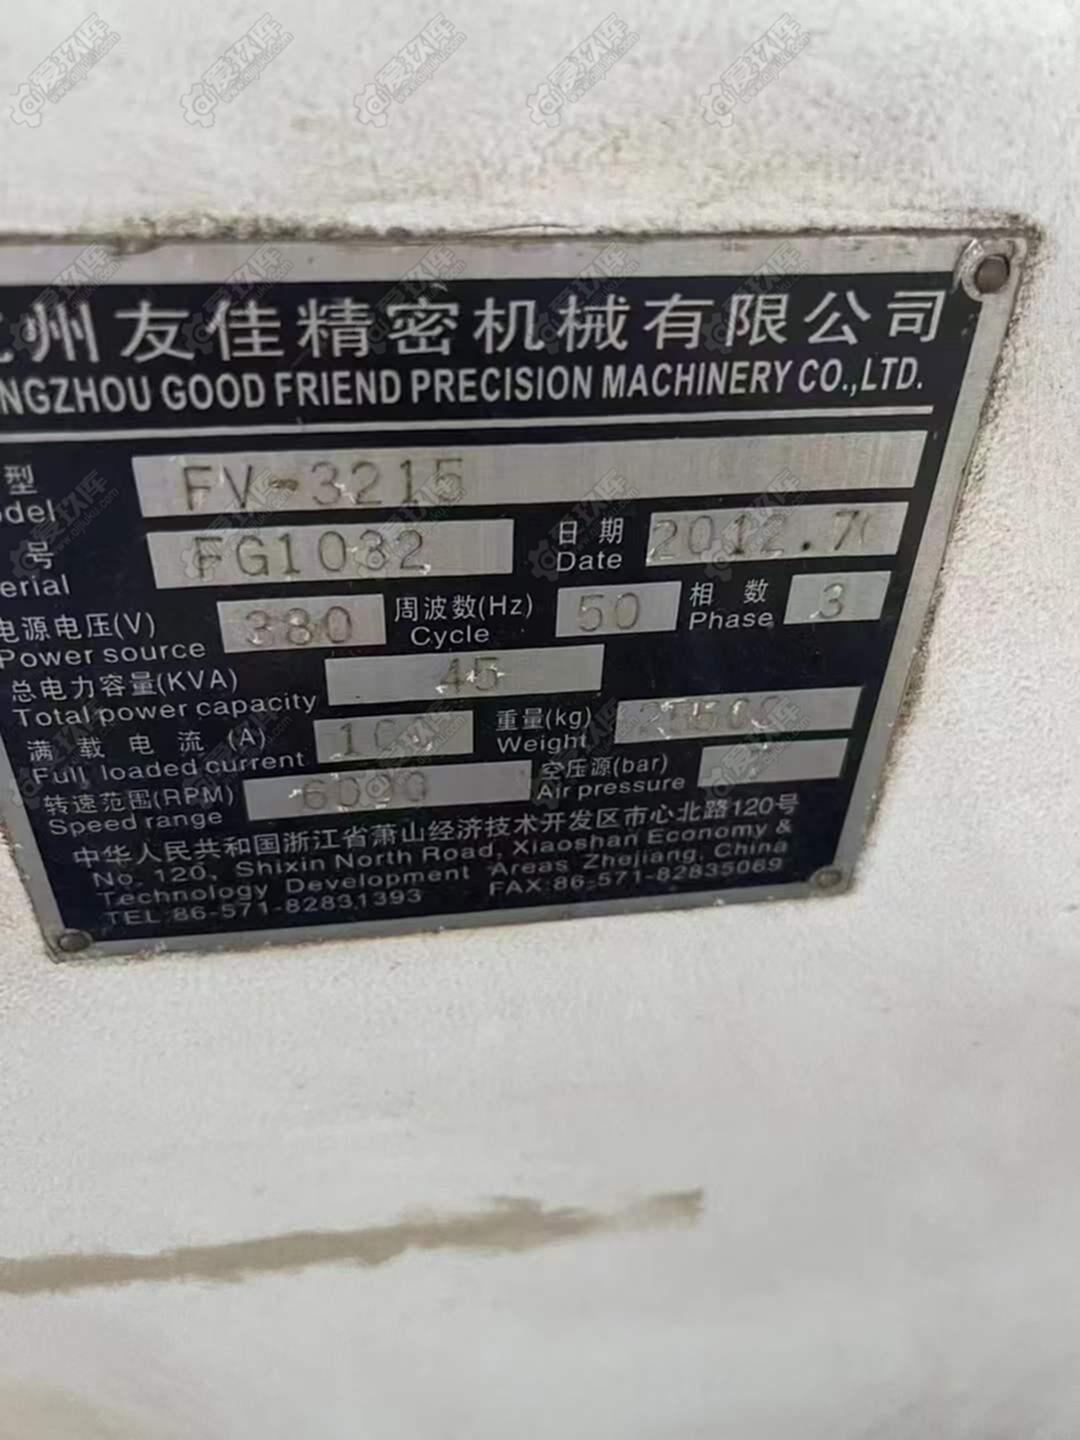 州友佳精密机械有限公司
NGZHOU GOOD FRIEND PRECISION MACHINERY CO.,LTD.
型 FV-3215
odel
号 FG1032 日期 2012.7
erial Date
电源电压(V) 380 周波数(Hz) 50 相数 3
Power source Cycle Phase
总电力容量(KVA) 45
Total power capacity
满载电流(A) 100 重量(kg)
Full loaded current Weight
转速范围(RPM) 6000 空压源(bar)
Speed range Air pressure
中华人民共和国浙江省萧山经济技术开发区市心北路120号
No. 120, Shixin North Road, Xiaoshan Economy &
Technology Development Areas Zhejiang, China
TEL:86-571-82831393 FAX:86-571-82835069